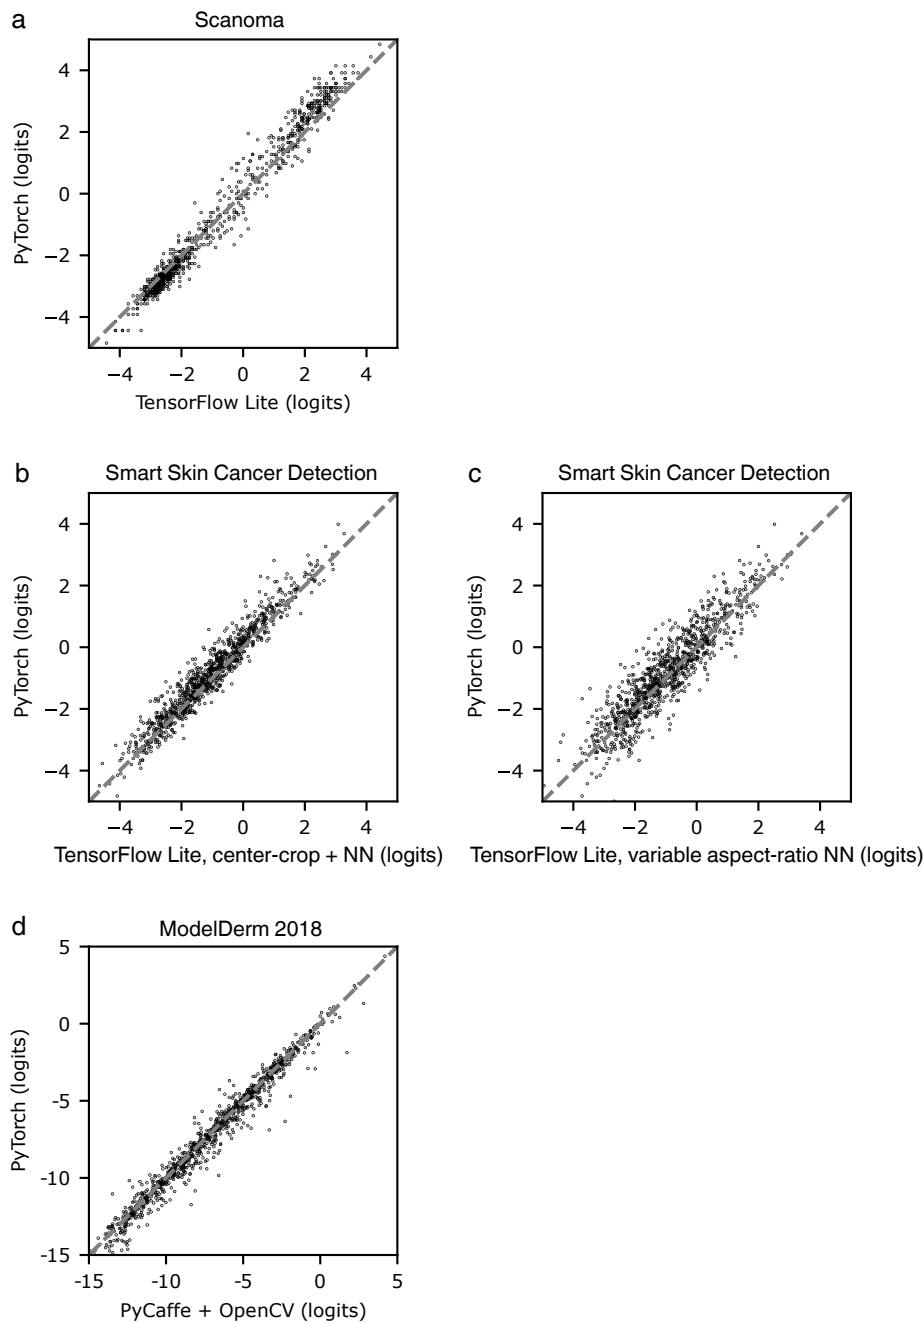 a
Scanoma
4
2
0
−2
−4
PyTorch (logits)
−4 −2 0 2 4
TensorFlow Lite (logits)
b
Smart Skin Cancer Detection
4
2
0
−2
−4
PyTorch (logits)
−4 −2 0 2 4
TensorFlow Lite, center-crop + NN (logits)
c
Smart Skin Cancer Detection
4
2
0
−2
−4
PyTorch (logits)
−4 −2 0 2 4
TensorFlow Lite, variable aspect-ratio NN (logits)
d
ModelDerm 2018
5
0
-5
-10
-15
PyTorch (logits)
-15 -10 -5 0 5
PyCaffe + OpenCV (logits)